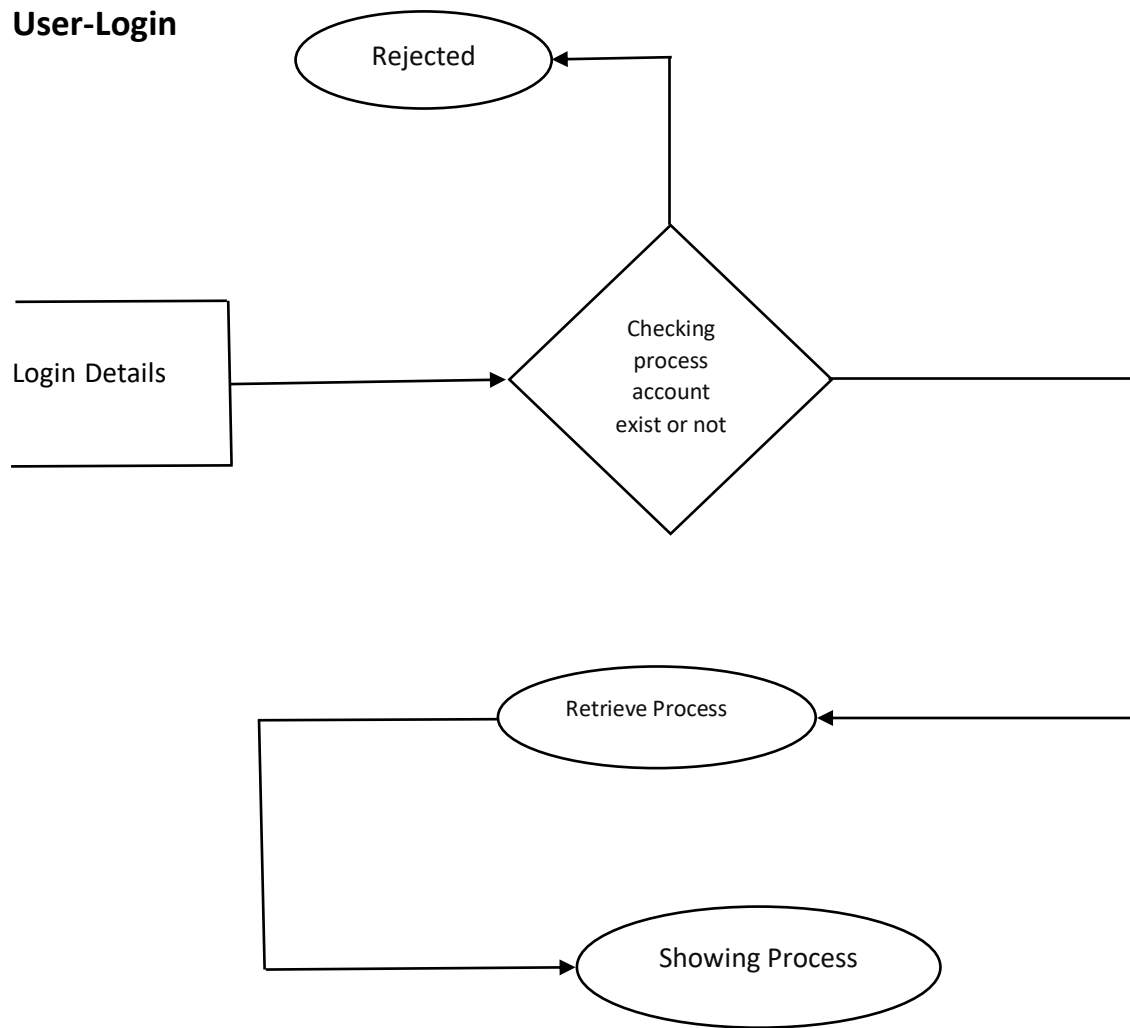 User-Login
Rejected
Checking
process
account
exist or not
Login Details
Retrieve Process
Showing Process